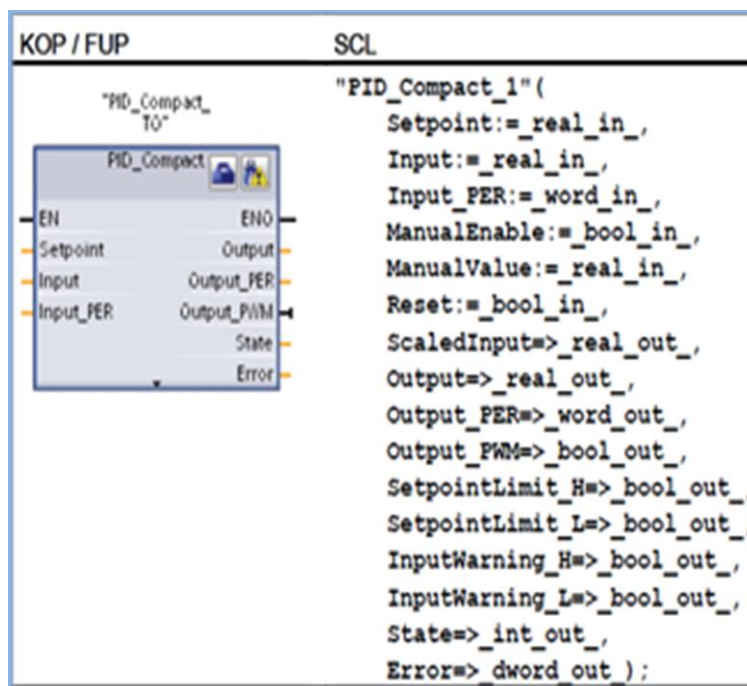 KOP / FUP
SCL
"PID_Compact_
TO"
PID_Compact
EN
ENO
Setpoint
Output
Input
Output_PER
Input_PER
Output_PWM
State
Error
"PID_Compact_1"(
Setpoint:=_real_in_,
Input:=_real_in_,
Input_PER:=_word_in_,
ManualEnable:=_bool_in_,
ManualValue:=_real_in_,
Reset:=_bool_in_,
ScaledInput=>_real_out_,
Output=>_real_out_,
Output_PER=>_word_out_,
Output_PWM=>_bool_out_,
SetpointLimit_H=>_bool_out_,
SetpointLimit_L=>_bool_out_,
InputWarning_H=>_bool_out_,
InputWarning_L=>_bool_out_,
State=>_int_out_,
Error=>_dword_out_);